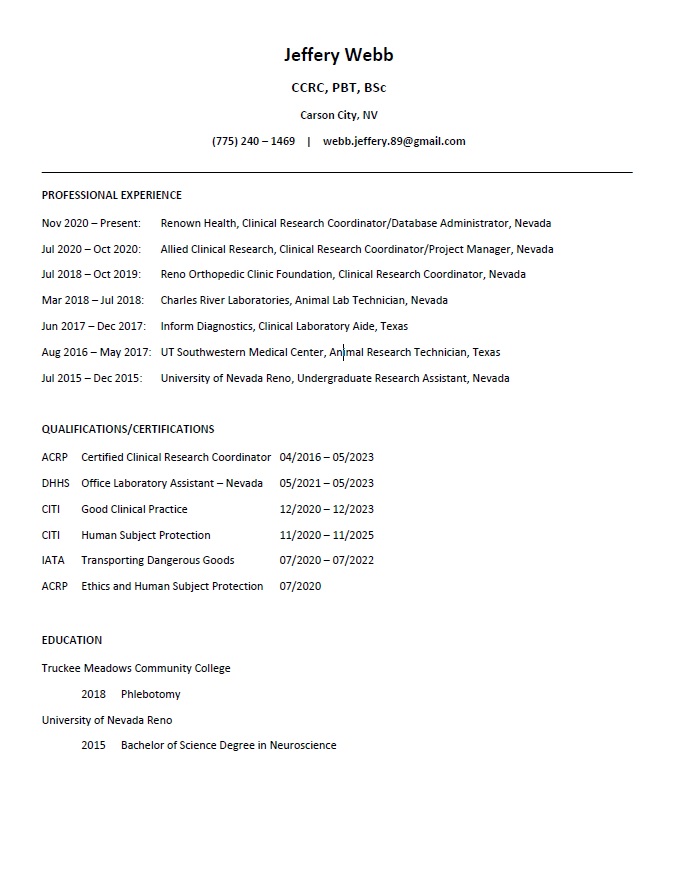 Jeffery Webb
CCRC, PBT, BSc
Carson City, NV
(775) 240 – 1469 | webb.jeffery.89@gmail.com
PROFESSIONAL EXPERIENCE
Nov 2020 – Present: Renown Health, Clinical Research Coordinator/Database Administrator, Nevada
Jul 2020 – Oct 2020: Allied Clinical Research, Clinical Research Coordinator/Project Manager, Nevada
Jul 2018 – Oct 2019: Reno Orthopedic Clinic Foundation, Clinical Research Coordinator, Nevada
Mar 2018 – Jul 2018: Charles River Laboratories, Animal Lab Technician, Nevada
Jun 2017 – Dec 2017: Inform Diagnostics, Clinical Laboratory Aide, Texas
Aug 2016 – May 2017: UT Southwestern Medical Center, Animal Research Technician, Texas
Jul 2015 – Dec 2015: University of Nevada Reno, Undergraduate Research Assistant, Nevada
QUALIFICATIONS/CERTIFICATIONS
ACRP Certified Clinical Research Coordinator 04/2016 – 05/2023
DHHS Office Laboratory Assistant – Nevada 05/2021 – 05/2023
CITI Good Clinical Practice 12/2020 – 12/2023
CITI Human Subject Protection 11/2020 – 11/2025
IATA Transporting Dangerous Goods 07/2020 – 07/2022
ACRP Ethics and Human Subject Protection 07/2020
EDUCATION
Truckee Meadows Community College
2018 Phlebotomy
University of Nevada Reno
2015 Bachelor of Science Degree in Neuroscience